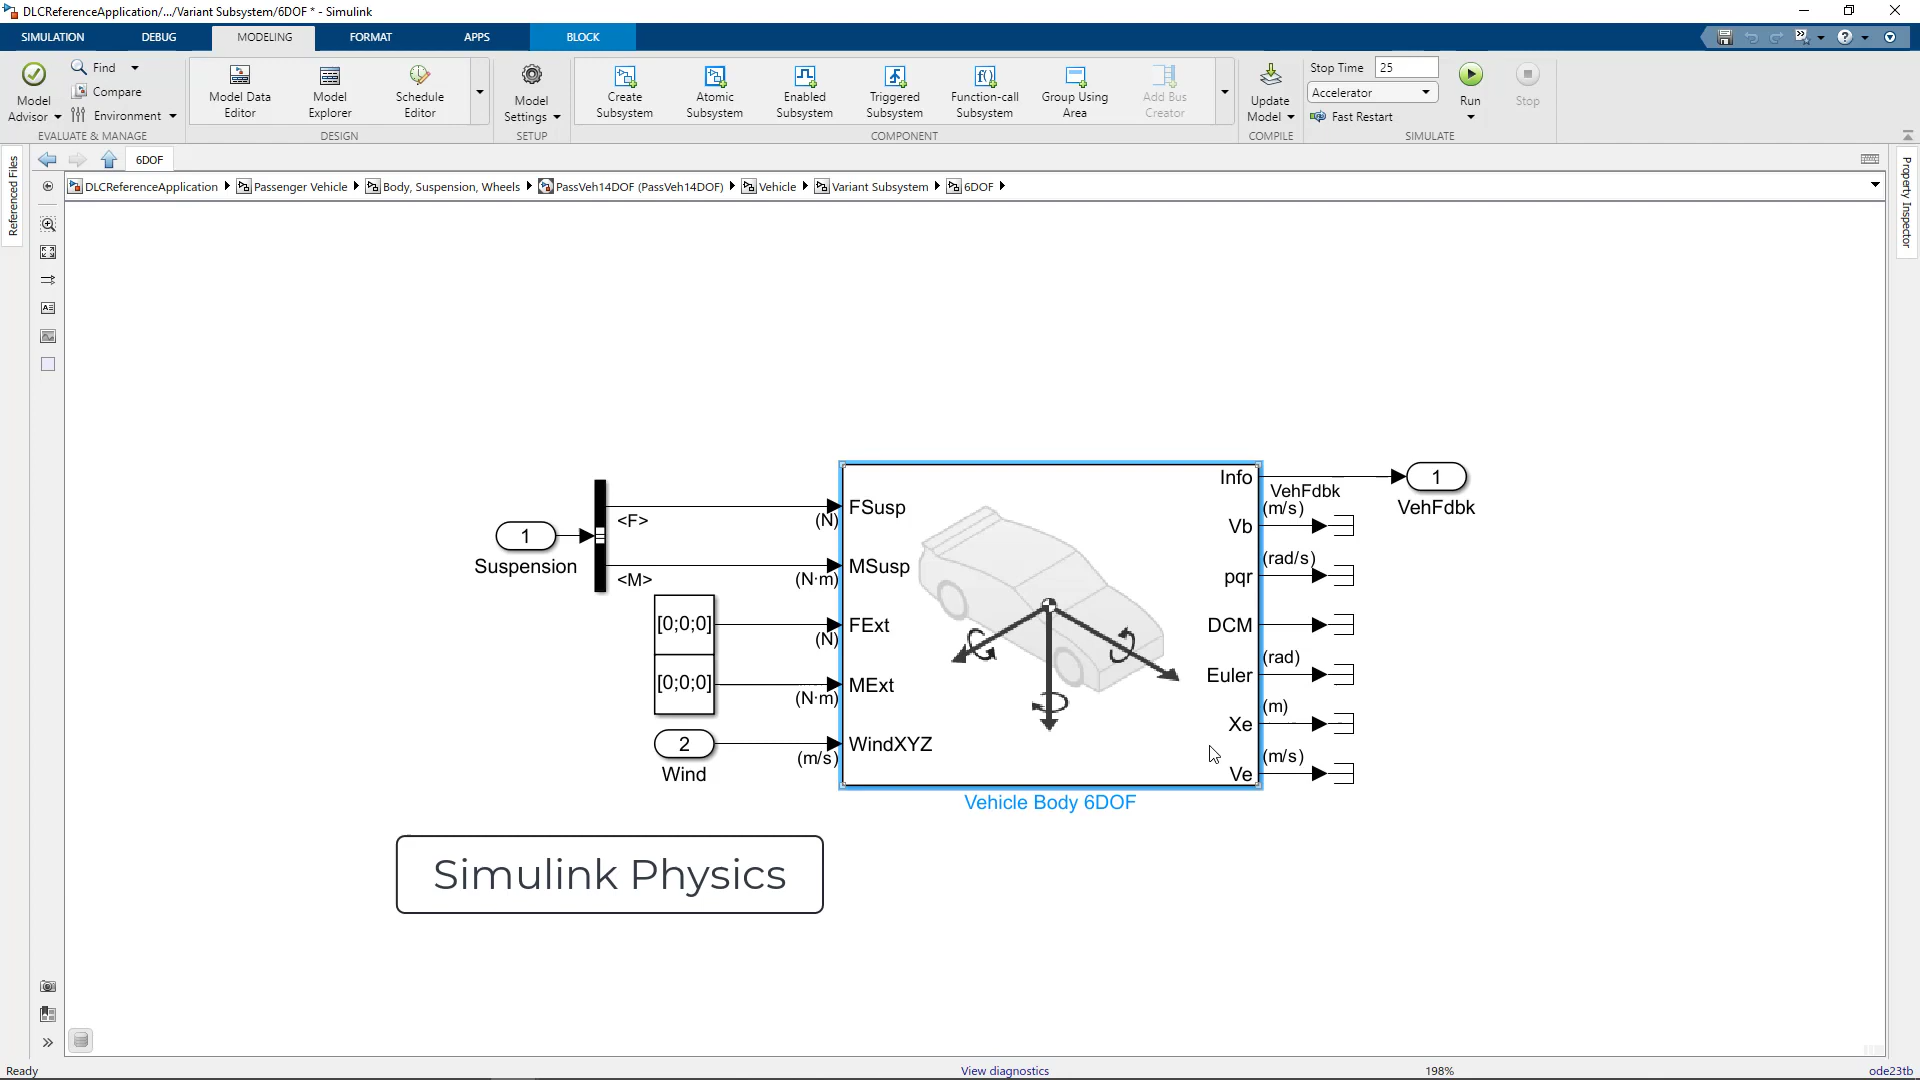 DLCReferenceApplication/.../Variant Subsystem/6DOF * - Simulink
SIMULATION DEBUG MODELING FORMAT APPS BLOCK
Model Advisor
Find
Compare
Environment
EVALUATE & MANAGE
Model Data Editor
Model Explorer
Schedule Editor
DESIGN
Model Settings
SETUP
Create Subsystem
Atomic Subsystem
Enabled Subsystem
Triggered Subsystem
Function-call Subsystem
Group Using Area
Add Bus Creator
COMPONENT
Update Model
COMPILE
Stop Time 25
Accelerator
Fast Restart
Run
Stop
SIMULATE
Referenced Files
6DOF
Property Inspector
DLCReferenceApplication Passenger Vehicle Body, Suspension, Wheels PassVeh14DOF (PassVeh14DOF) Vehicle Variant Subsystem 6DOF
1
Suspension
<F>
<M>
[0;0;0]
[0;0;0]
2
Wind
(N)
(N·m)
(N)
(N·m)
(m/s)
FSusp
MSusp
FExt
MExt
WindXYZ
Info
Vb
pqr
DCM
Euler
Xe
Ve
VehFdbk
(m/s)
(rad/s)
(rad)
(m)
(m/s)
1
VehFdbk
Vehicle Body 6DOF
Simulink Physics
Ready View diagnostics 198% ode23tb